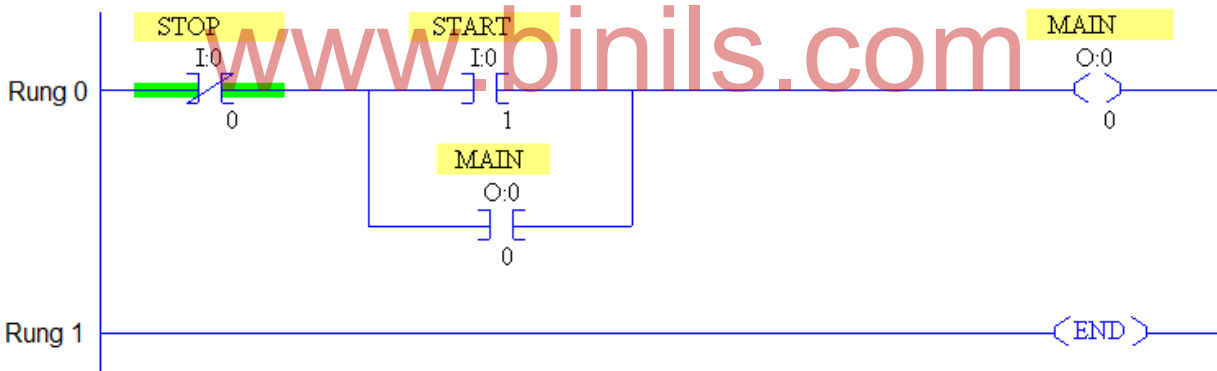 STOP START MAIN
www.binils.com
I:0 I:0 O:0
Rung 0
0 1 0
MAIN
O:0
0
Rung 1 END